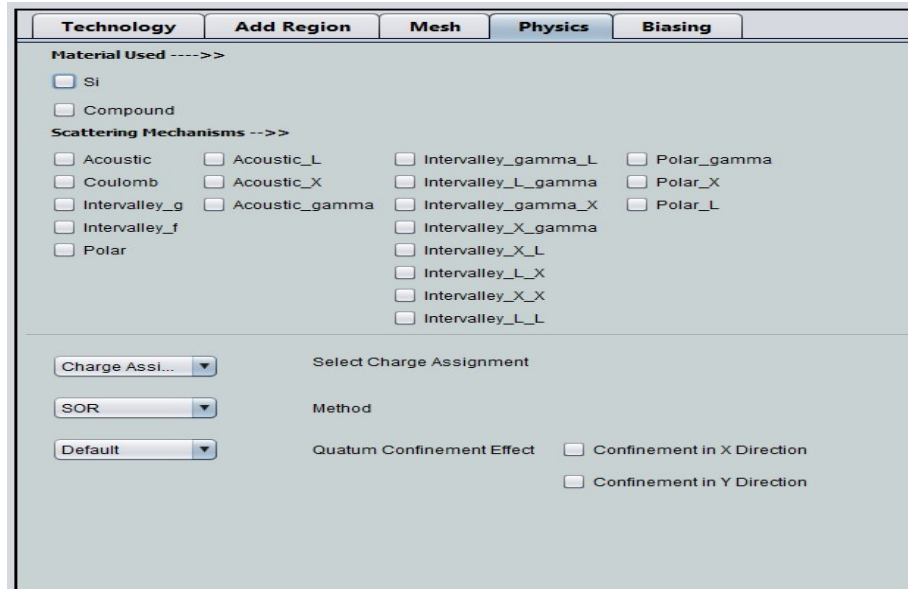 Technology Add Region Mesh Physics Biasing
Material Used ---->>
Si
Compound
Scattering Mechanisms -->>
Acoustic Acoustic_L Intervalley_gamma_L Polar_gamma
Coulomb Acoustic_X Intervalley_L_gamma Polar_X
Intervalley_g Acoustic_gamma Intervalley_gamma_X Polar_L
Intervalley_f Intervalley_X_gamma
Polar Intervalley_X_L
Intervalley_L_X
Intervalley_X_X
Intervalley_L_L
Charge Assi... Select Charge Assignment
SOR Method
Default Quatum Confinement Effect Confinement in X Direction
Confinement in Y Direction